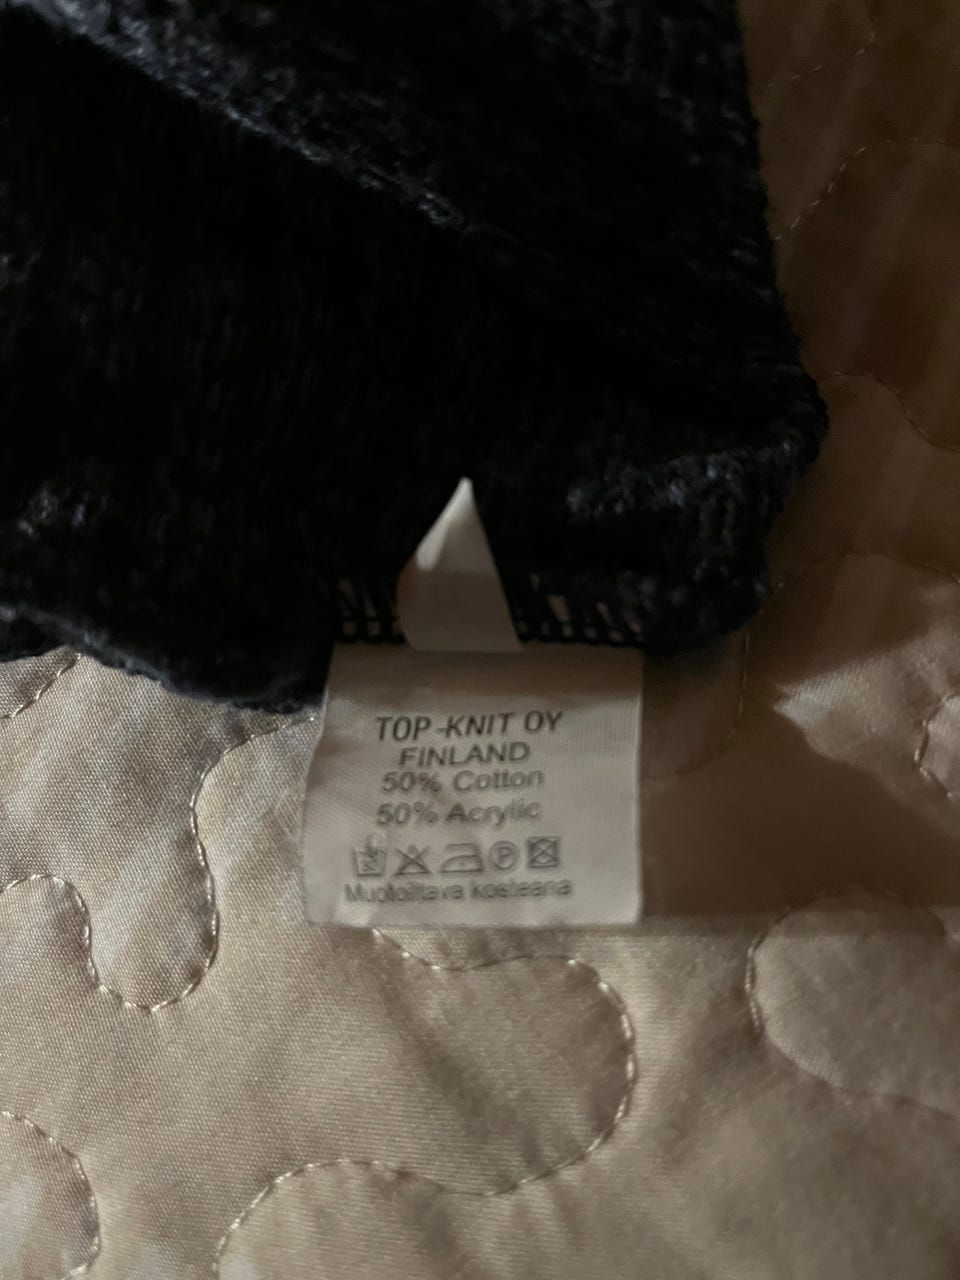 TOP-KNIT OY
FINLAND
50% Cotton
50% Acrylic
P
Muotoiltava kosteana